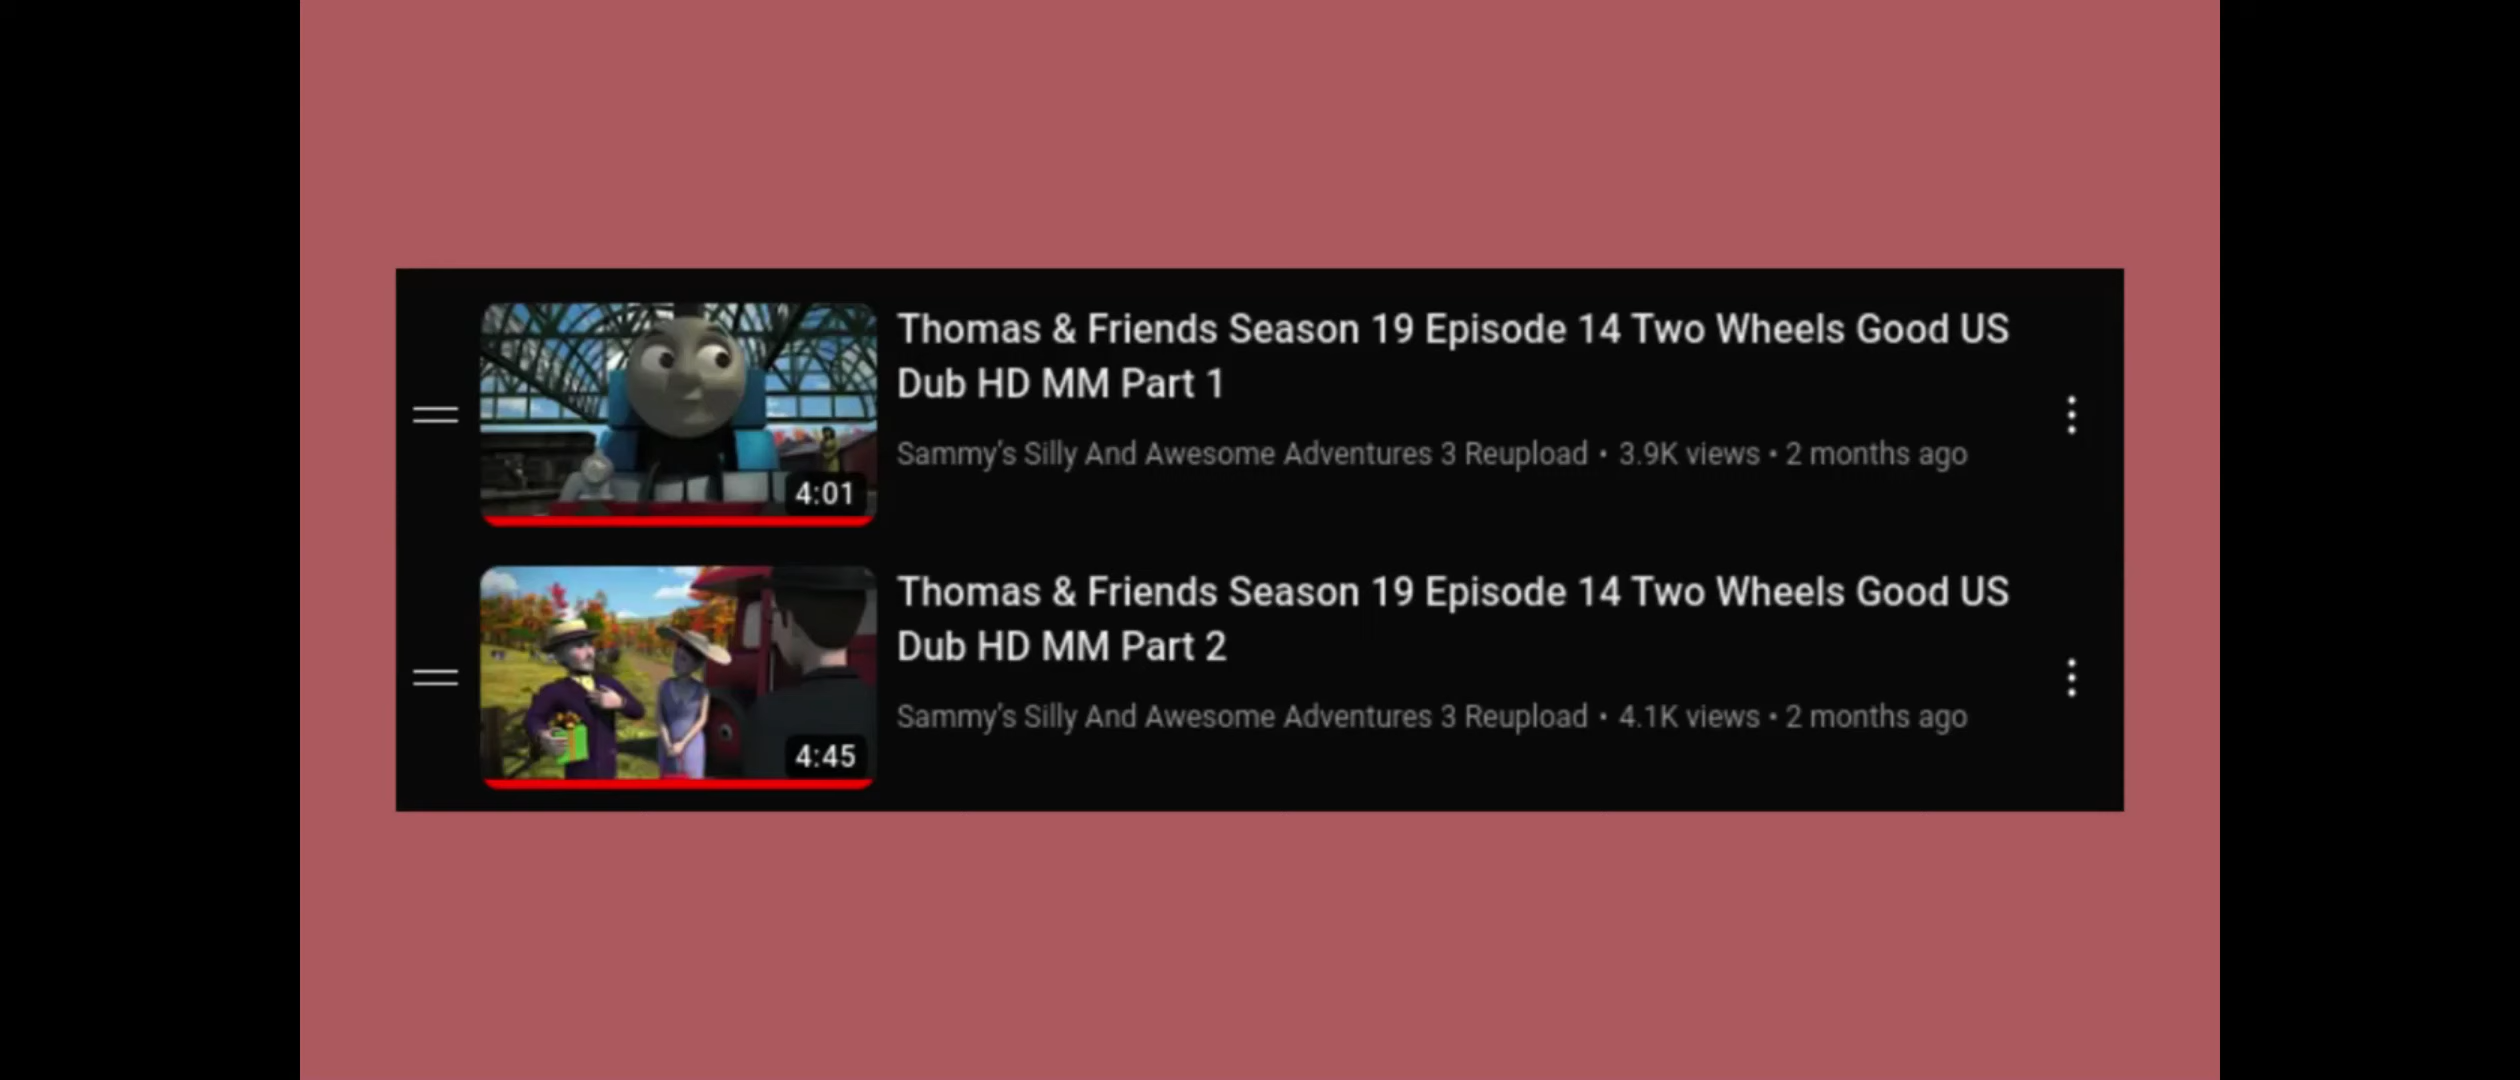 Thomas & Friends Season 19 Episode 14 Two Wheels Good US
Dub HD MM Part 1
Sammy's Silly And Awesome Adventures 3 Reupload • 3.9K views • 2 months ago
4:01
Thomas & Friends Season 19 Episode 14 Two Wheels Good US
Dub HD MM Part 2
Sammy's Silly And Awesome Adventures 3 Reupload • 4.1K views • 2 months ago
4:45